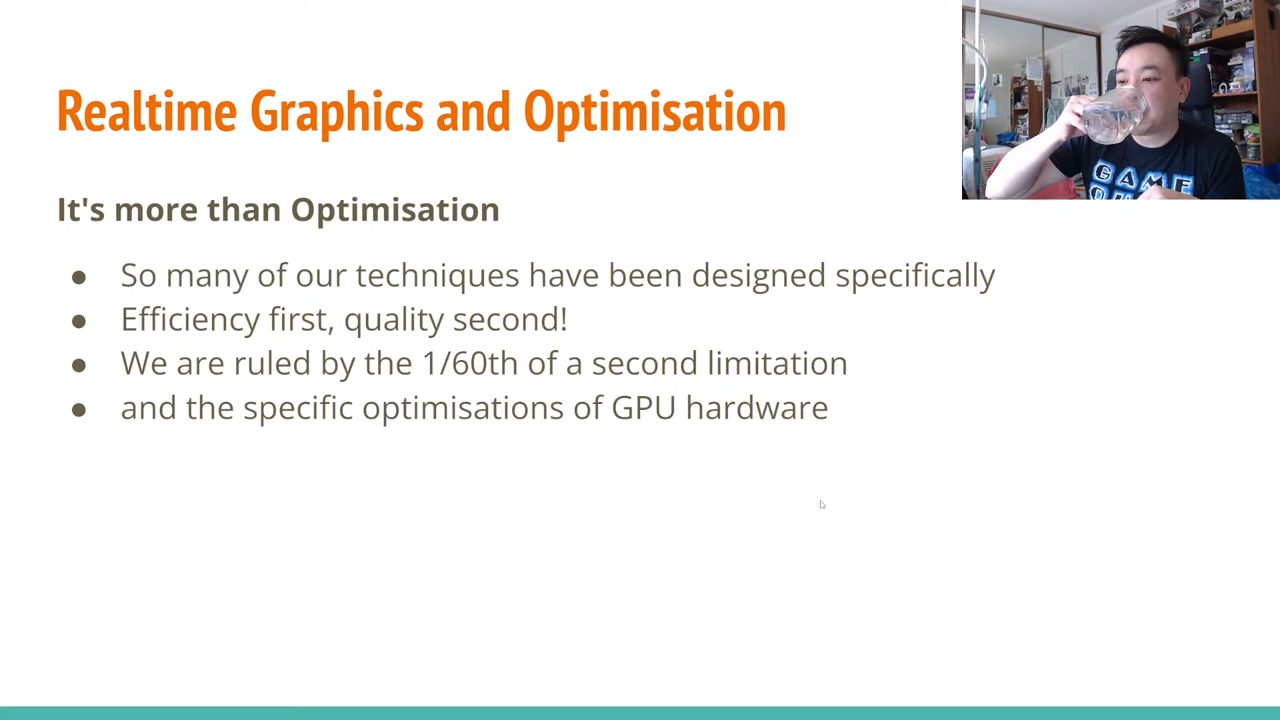 Realtime Graphics and Optimisation
It's more than Optimisation
● So many of our techniques have been designed specifically
● Efficiency first, quality second!
● We are ruled by the 1/60th of a second limitation
● and the specific optimisations of GPU hardware
GAME